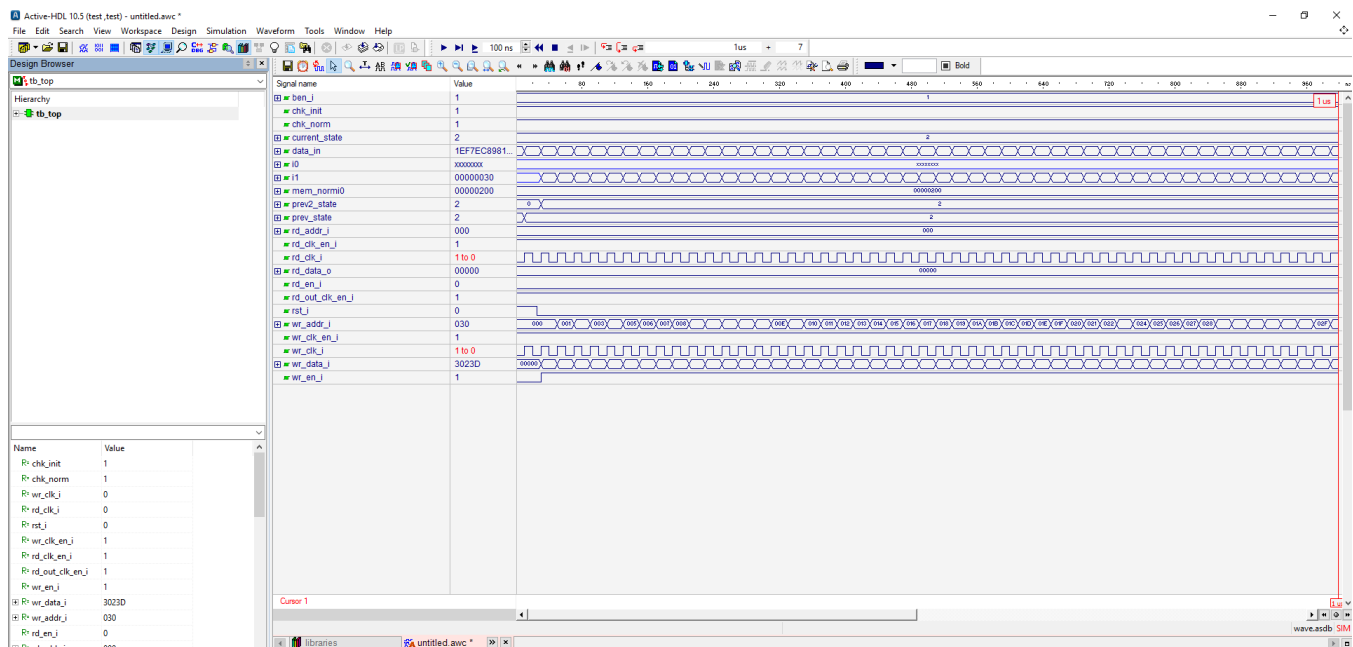 Active-HDL 10.5 (test ,test) - untitled.awc *
File Edit Search View Workspace Design Simulation Waveform Tools Window Help
100 ns 1us + 7
Design Browser
Bold
tb_top
Signal name Value 80 160 240 320 400 480 560 640 720 800 880 960 ns
Hierarchy
tb_top
ben_i 1 1 1 us
chk_init 1
chk_norm 1
current_state 2 2
data_in 1EF7EC8981...
i0 xxxxxxxx xxxxxxxx
i1 00000030
mem_normi0 00000200 00000200
prev2_state 2 0 2
prev_state 2 2
rd_addr_i 000 000
rd_clk_en_i 1
rd_clk_i 1 to 0
rd_data_o 00000 00000
rd_en_i 0
rd_out_clk_en_i 1
rst_i 0
wr_addr_i 030 000 001 003 005 006 007 008 00E 010 011 012 013 014 015 016 017 018 019 01A 01B 01C 01D 01E 01F 020 021 022 024 025 026 027 028 02F
wr_clk_en_i 1
wr_clk_i 1 to 0
wr_data_i 3023D 00000
wr_en_i 1
Name Value
chk_init 1
chk_norm 1
wr_clk_i 0
rd_clk_i 0
rst_i 0
wr_clk_en_i 1
rd_clk_en_i 1
rd_out_clk_en_i 1
wr_en_i 1
wr_data_i 3023D
Cursor 1
wr_addr_i 030
wave.asdb SIM
rd_en_i 0
libraries untitled.awc *